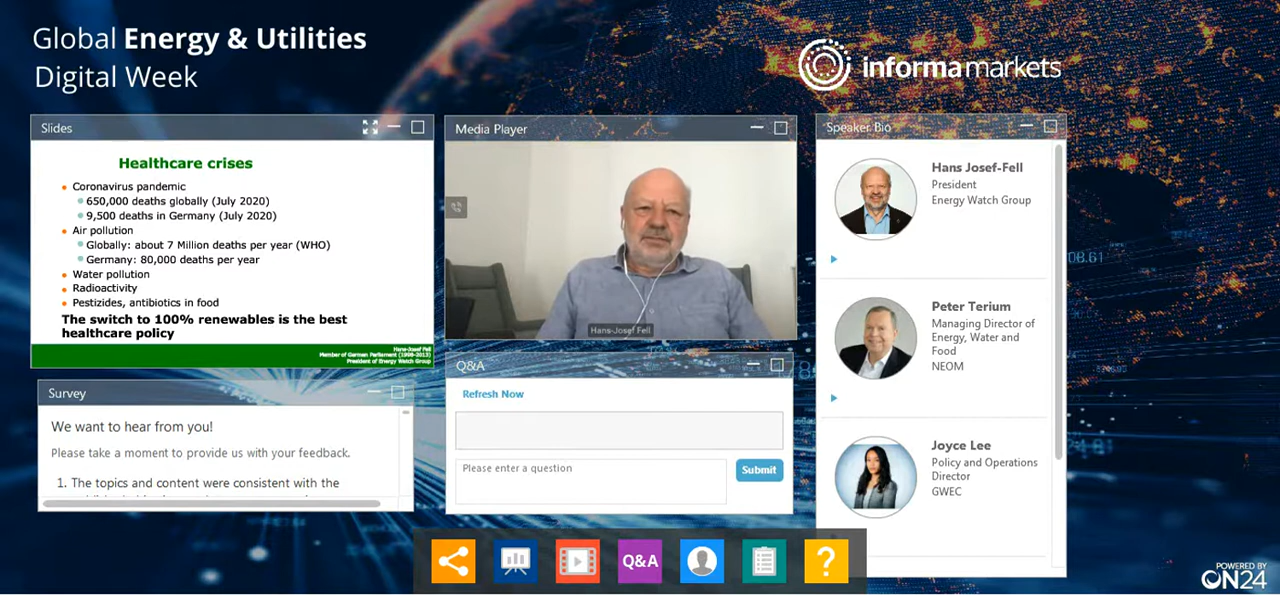 Global Energy & Utilities
Digital Week
informa markets
Slides
Healthcare crises
Coronavirus pandemic
650,000 deaths globally (July 2020)
9,500 deaths in Germany (July 2020)
Air pollution
Globally: about 7 Million deaths per year (WHO)
Germany: 80,000 deaths per year
Water pollution
Radioactivity
Pestizides, antibiotics in food
The switch to 100% renewables is the best
healthcare policy
Hans-Josef Fell
Member of German Parliament (1998-2013)
President of Energy Watch Group
Media Player
Hans-Josef Fell
Speaker Bio
Hans Josef-Fell
President
Energy Watch Group
Peter Terium
Managing Director of
Energy, Water and
Food
NEOM
Joyce Lee
Policy and Operations
Director
GWEC
Survey
We want to hear from you!
Please take a moment to provide us with your feedback.
1. The topics and content were consistent with the
Q&A
Refresh Now
Please enter a question
Submit
Q&A
?
08.61
POWERED BY
ON24